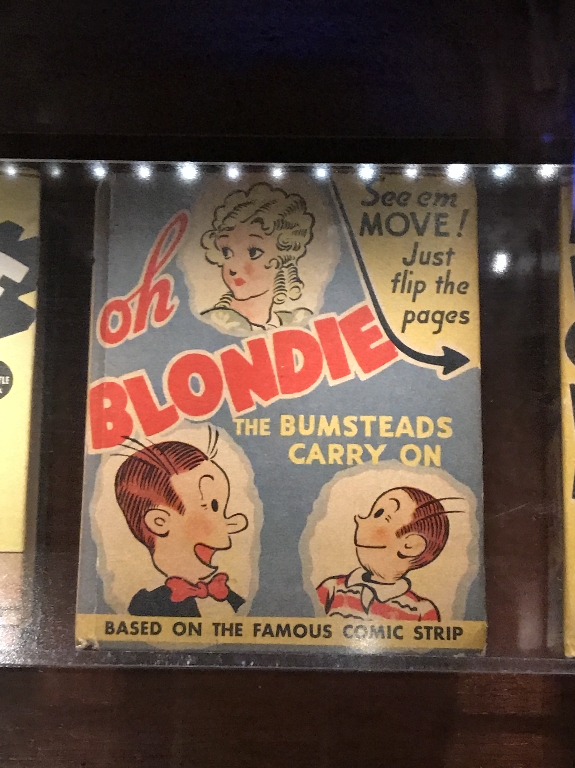 See em
MOVE!
Just
flip the
pages
oh
BLONDIE
THE BUMSTEADS
CARRY ON
BASED ON THE FAMOUS COMIC STRIP